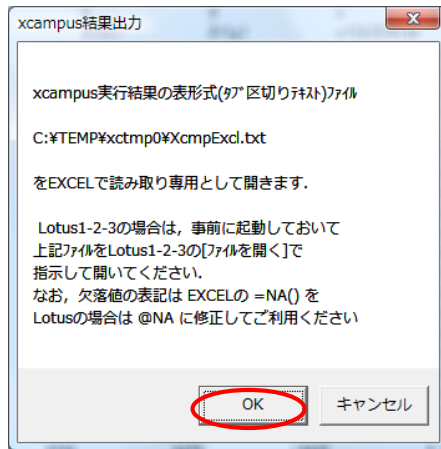 xcampus結果出力
xcampus実行結果の表形式(ﾀﾌﾞ区切りﾃｷｽﾄ)ﾌｧｲﾙ
C:¥TEMP¥xctmp0¥XcmpExcl.txt
をEXCELで読み取り専用として開きます.
Lotus1-2-3の場合は，事前に起動しておいて
上記ﾌｧｲﾙをLotus1-2-3の[ﾌｧｲﾙを開く]で
指示して開いてください.
なお，欠落値の表記は EXCELの =NA() を
Lotusの場合は @NA に修正してご利用ください
OK
キャンセル